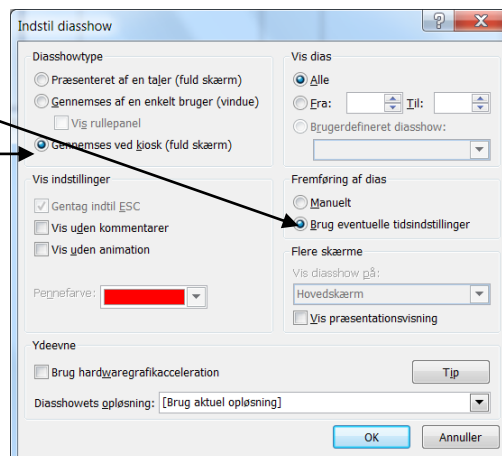 Indstil diasshow
Diasshowtype
Præsenteret af en taler (fuld skærm)
Gennemses af en enkelt bruger (vindue)
Vis rullepanel
Gennemses ved kiosk (fuld skærm)
Vis indstillinger
Gentag indtil ESC
Vis uden kommentarer
Vis uden animation
Pennefarve:
Vis dias
Alle
Fra: Til:
Brugerdefineret diasshow:
Fremføring af dias
Manuelt
Brug eventuelle tidsindstillinger
Flere skærme
Vis diasshow på:
Hovedskærm
Vis præsentationsvisning
Ydeevne
Brug hardwaregrafikacceleration
Tip
Diasshowets opløsning: [Brug aktuel opløsning]
OK Annuller